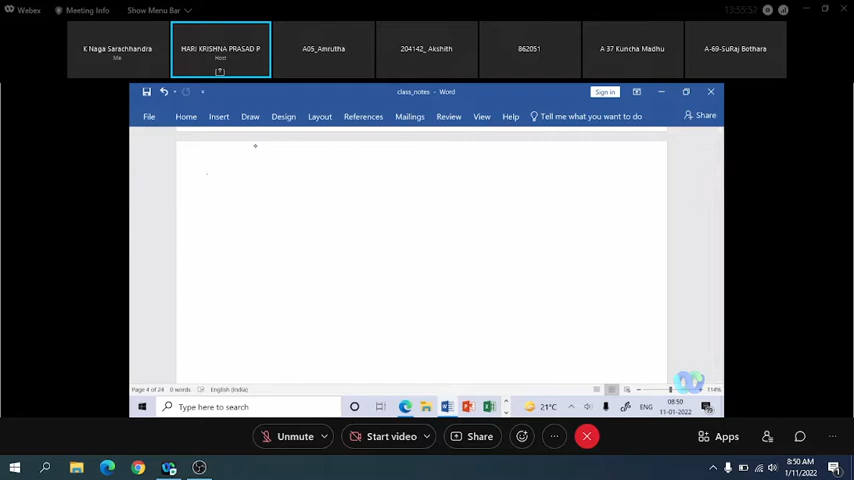 Webex Meeting Info Show Menu Bar 13:55:52
K Naga Sarachhandra
Me
HARI KRISHNA PRASAD P
Host
A05_Amrutha
204142_ Akshith
862051
A 37 Kuncha Madhu
A-69-SuRaj Bothara
class_notes - Word
Sign in
File Home Insert Draw Design Layout References Mailings Review View Help Tell me what you want to do Share
Page 4 of 24 0 words English (India) 114%
Type here to search 21°C ENG 08:50
11-01-2022
Unmute Start video Share Apps
8:50 AM
1/11/2022